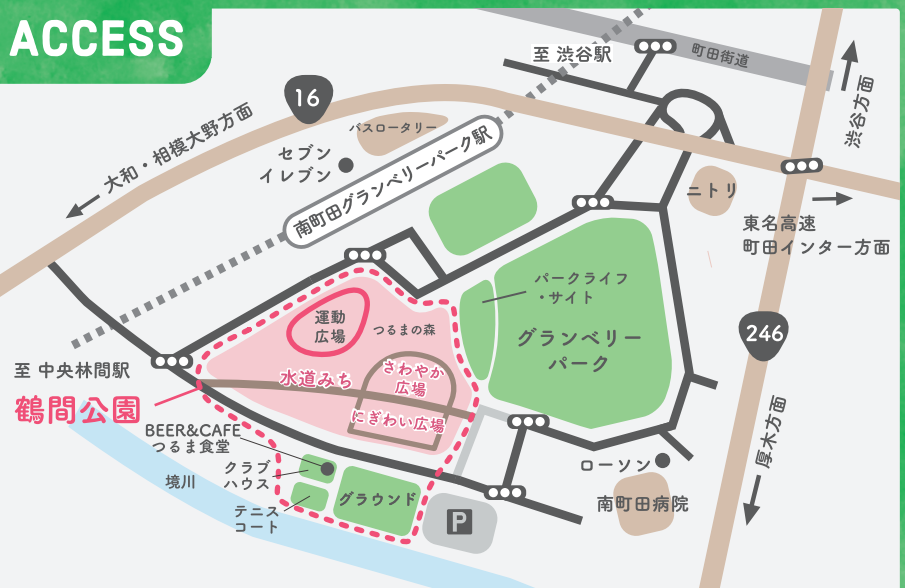 ACCESS
至 渋谷駅
町田街道
渋谷方面
16
大和・相模大野方面
バスロータリー
セブン
イレブン
南町田グランベリーパーク駅
ニトリ
東名高速
町田インター方面
パークライフ
・サイト
グランベリー
パーク
246
運動
広場
つるまの森
さわやか
広場
水道みち
にぎわい広場
至 中央林間駅
鶴間公園
BEER&CAFE
つるま食堂
クラブ
ハウス
境川
テニス
コート
グラウンド
P
ローソン
南町田病院
厚木方面